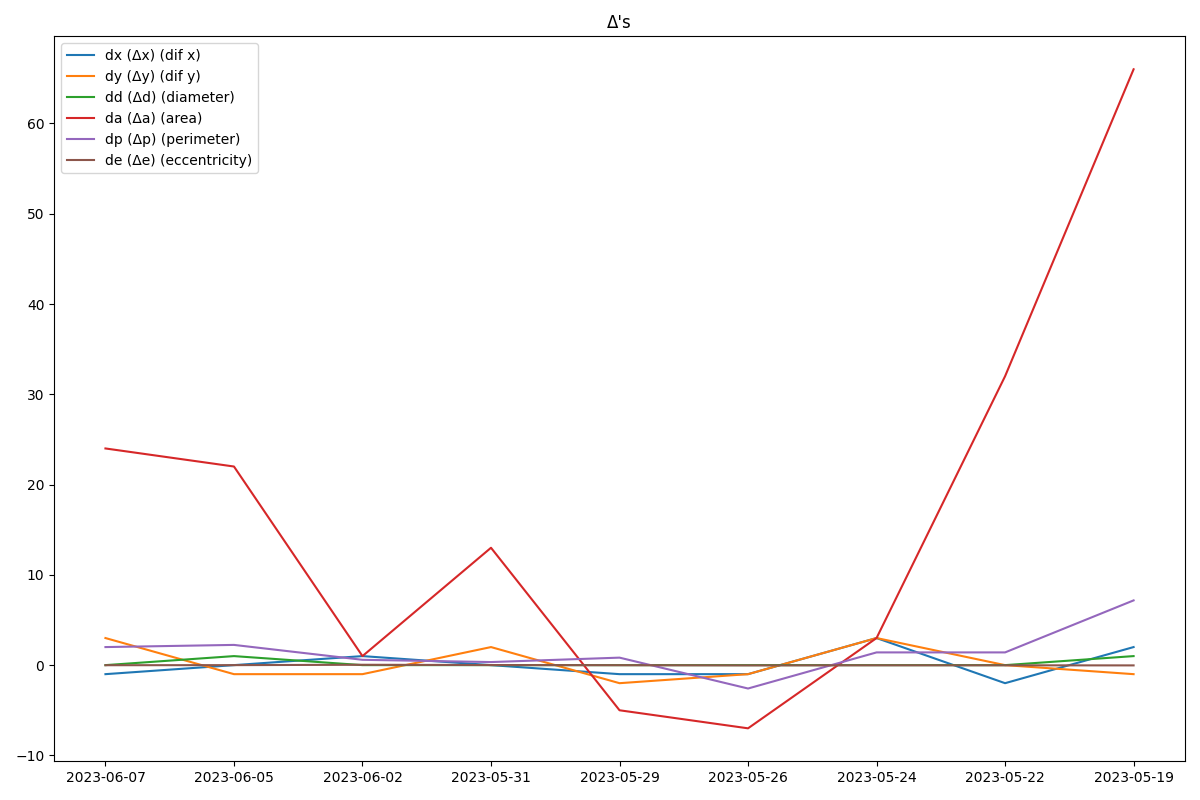 Δ's
dx (Δx) (dif x)
dy (Δy) (dif y)
dd (Δd) (diameter)
da (Δa) (area)
dp (Δp) (perimeter)
de (Δe) (eccentricity)
60
50
40
30
20
10
0
−10
2023-06-07 2023-06-05 2023-06-02 2023-05-31 2023-05-29 2023-05-26 2023-05-24 2023-05-22 2023-05-19